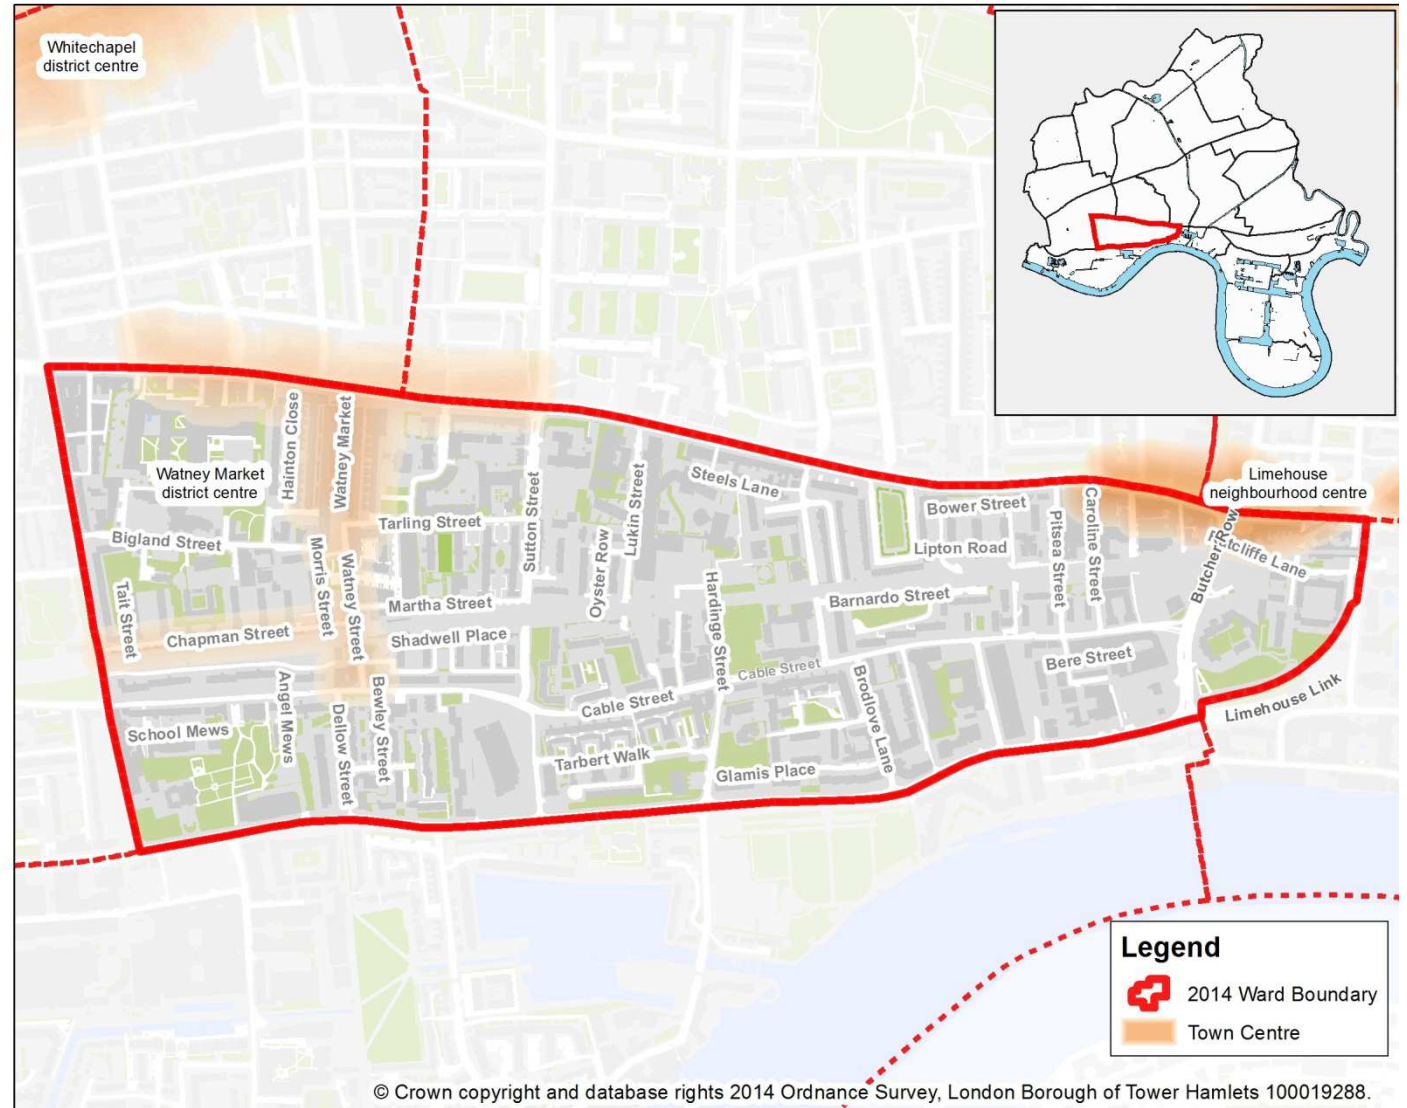 Whitechapel
district centre
Hainton Close
Watney Market
Watney Market
district centre
Limehouse
neighbourhood centre
Steels Lane
Sutton Street
Lukin Street
Bower Street
Caroline Street
Pitsea Street
Tarling Street
Butcher Row
Ratcliffe Lane
Bigland Street
Oyster Row
Lipton Road
Morris Street
Watney Street
Tait Street
Martha Street
Barnardo Street
Hardinge Street
Chapman Street
Shadwell Place
Bere Street
Cable Street
Cable Street
Brodlove Lane
Angel Mews
Bewley Street
Dellow Street
Limehouse Link
School Mews
Tarbert Walk
Glamis Place
Legend
2014 Ward Boundary
Town Centre
© Crown copyright and database rights 2014 Ordnance Survey, London Borough of Tower Hamlets 100019288.